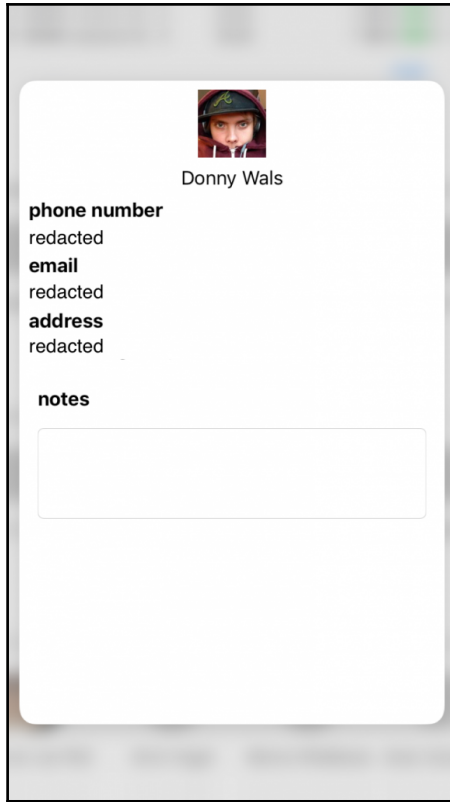 Donny Wals
phone number
redacted
email
redacted
address
redacted
notes